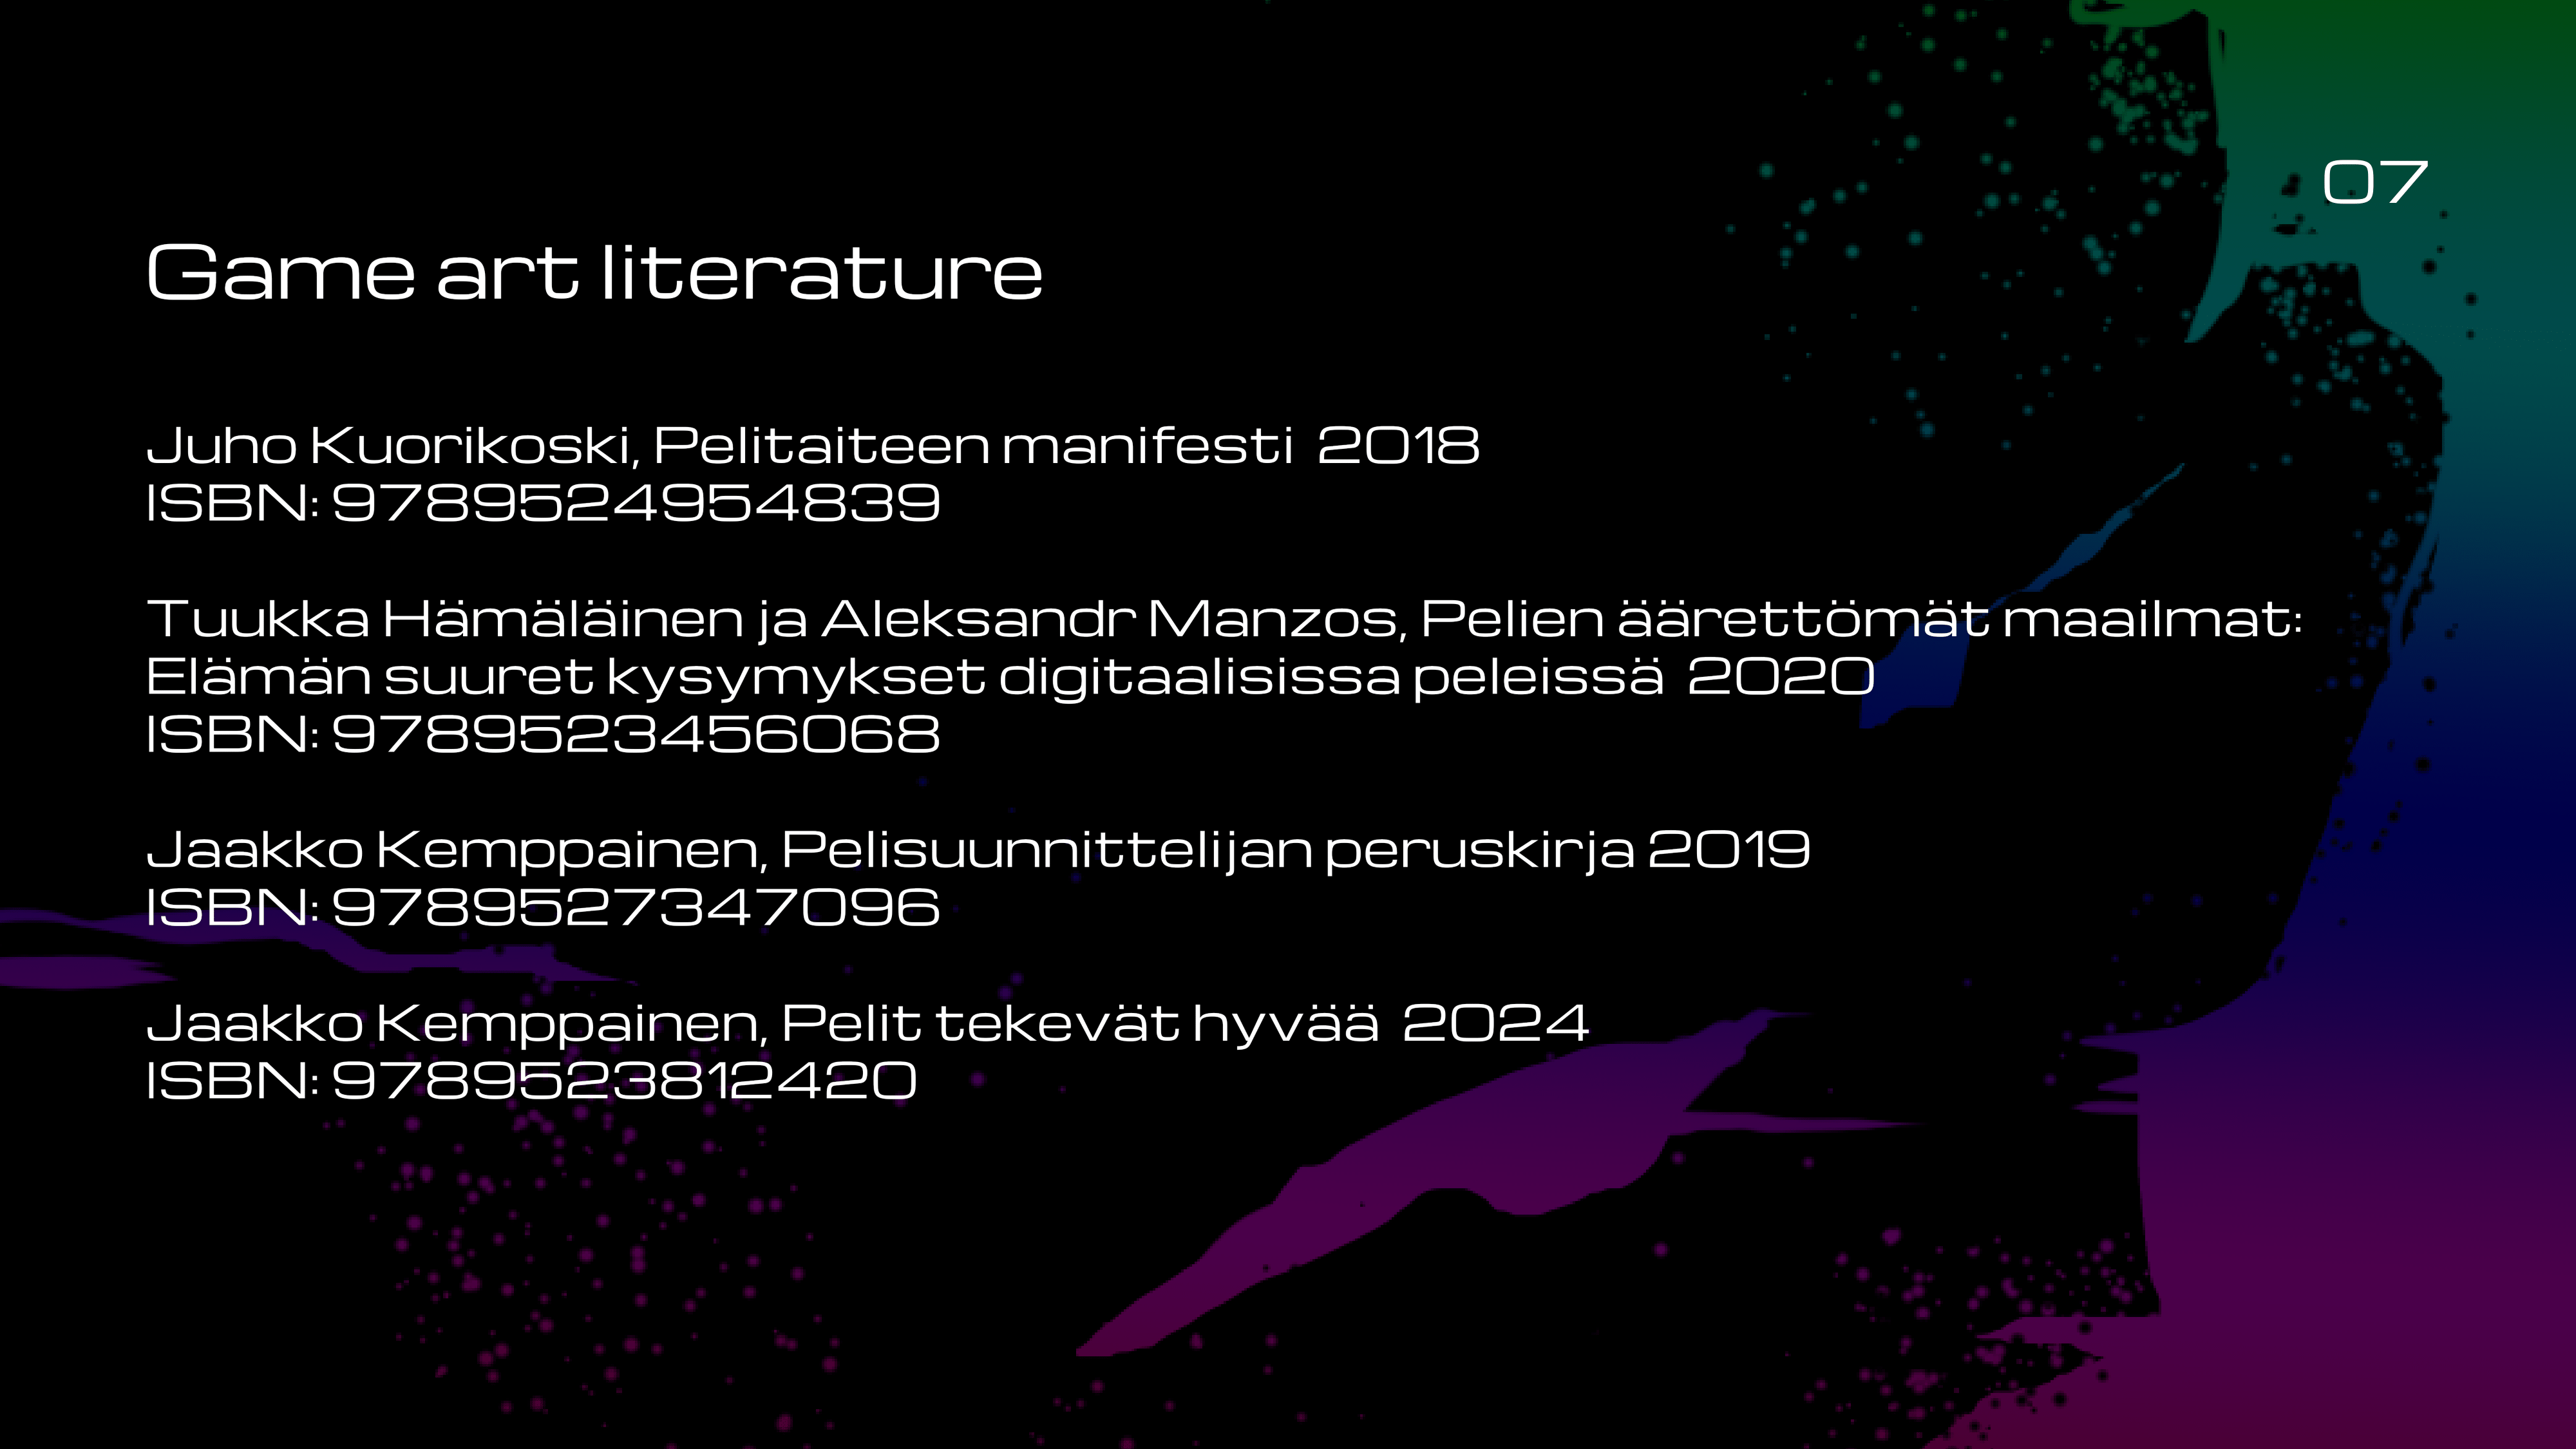 07
Game art literature
Juho Kuorikoski, Pelitaiteen manifesti 2018
ISBN: 9789524954839
Tuukka Hämäläinen ja Aleksandr Manzos, Pelien äärettömät maailmat:
Elämän suuret kysymykset digitaalisissa peleissä 2020
ISBN: 9789523456068
Jaakko Kemppainen, Pelisuunnittelijan peruskirja 2019
ISBN: 9789527347096
Jaakko Kemppainen, Pelit tekevät hyvää 2024
ISBN: 9789523812420